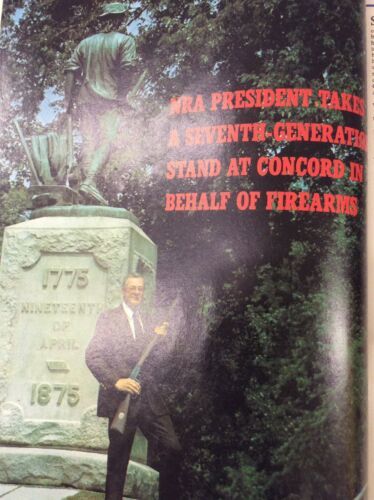 NRA PRESIDENT TAKES
A SEVENTH-GENERATION
STAND AT CONCORD IN
BEHALF OF FIREARMS
1775
NINETEENTH
OF
APRIL
1875